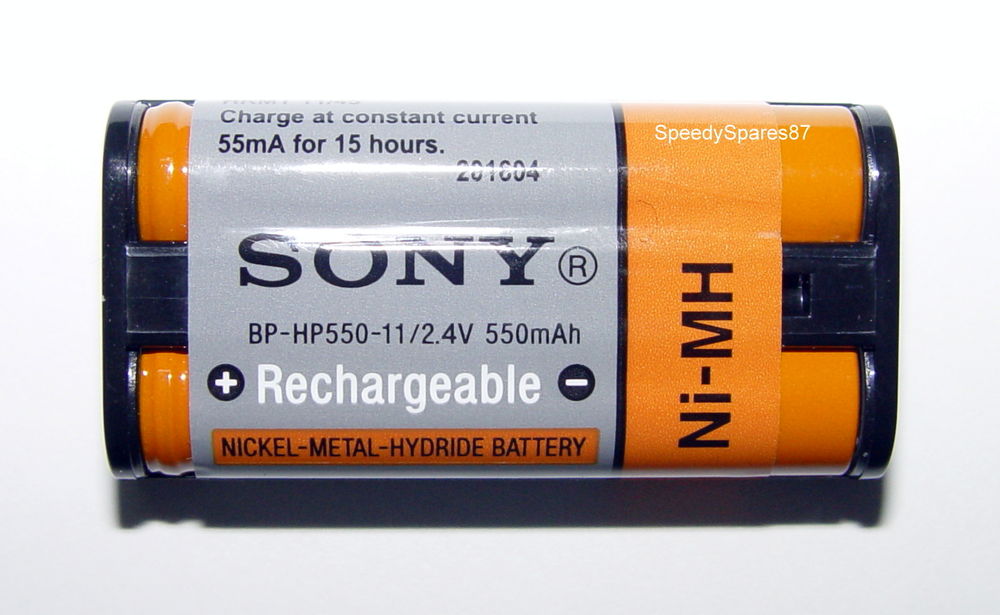 Charge at constant current
55mA for 15 hours.
201604
SONY®
BP-HP550-11/2.4V 550mAh
+ Rechargeable -
NICKEL-METAL-HYDRIDE BATTERY
Ni-MH
SpeedySpares87